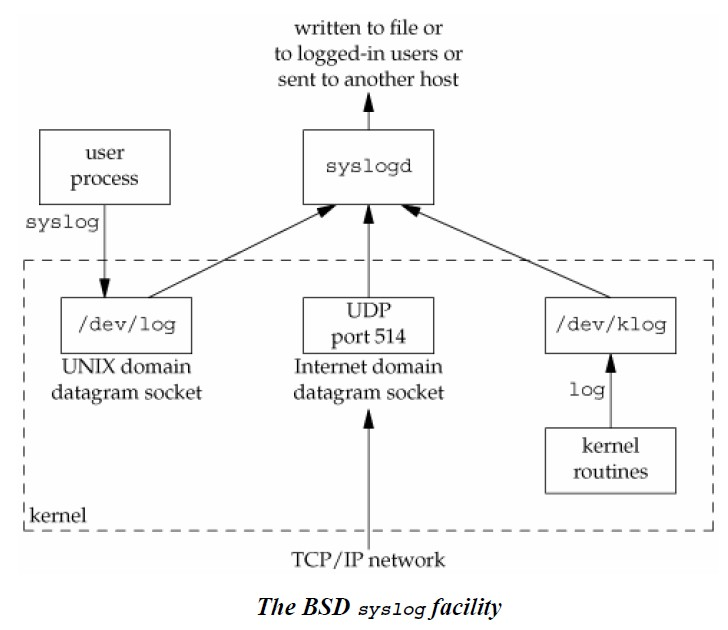 written to file or
to logged-in users or
sent to another host
user
process
syslogd
syslog
/dev/log
UDP
port 514
/dev/klog
UNIX domain
datagram socket
Internet domain
datagram socket
log
kernel
routines
kernel
TCP/IP network
The BSD syslog facility